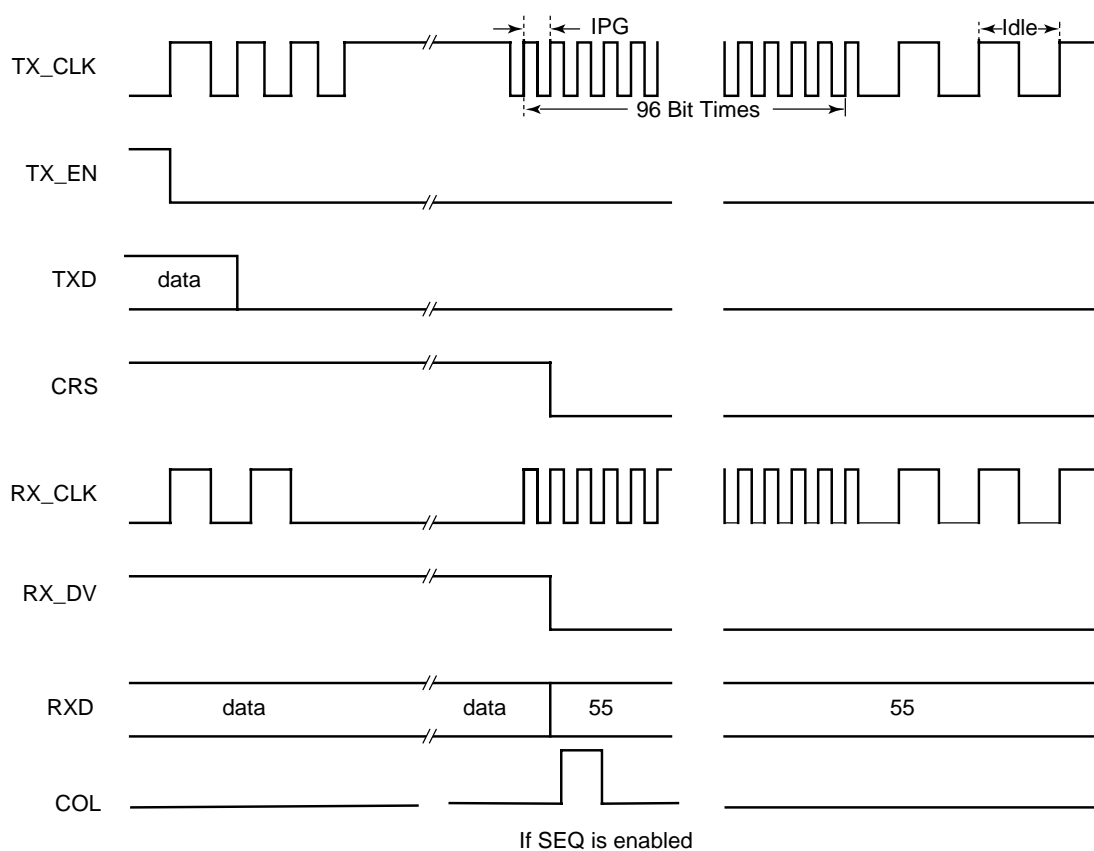 IPG
Idle
TX_CLK
96 Bit Times
TX_EN
TXD
data
CRS
RX_CLK
RX_DV
RXD
data
data
55
55
COL
If SEQ is enabled